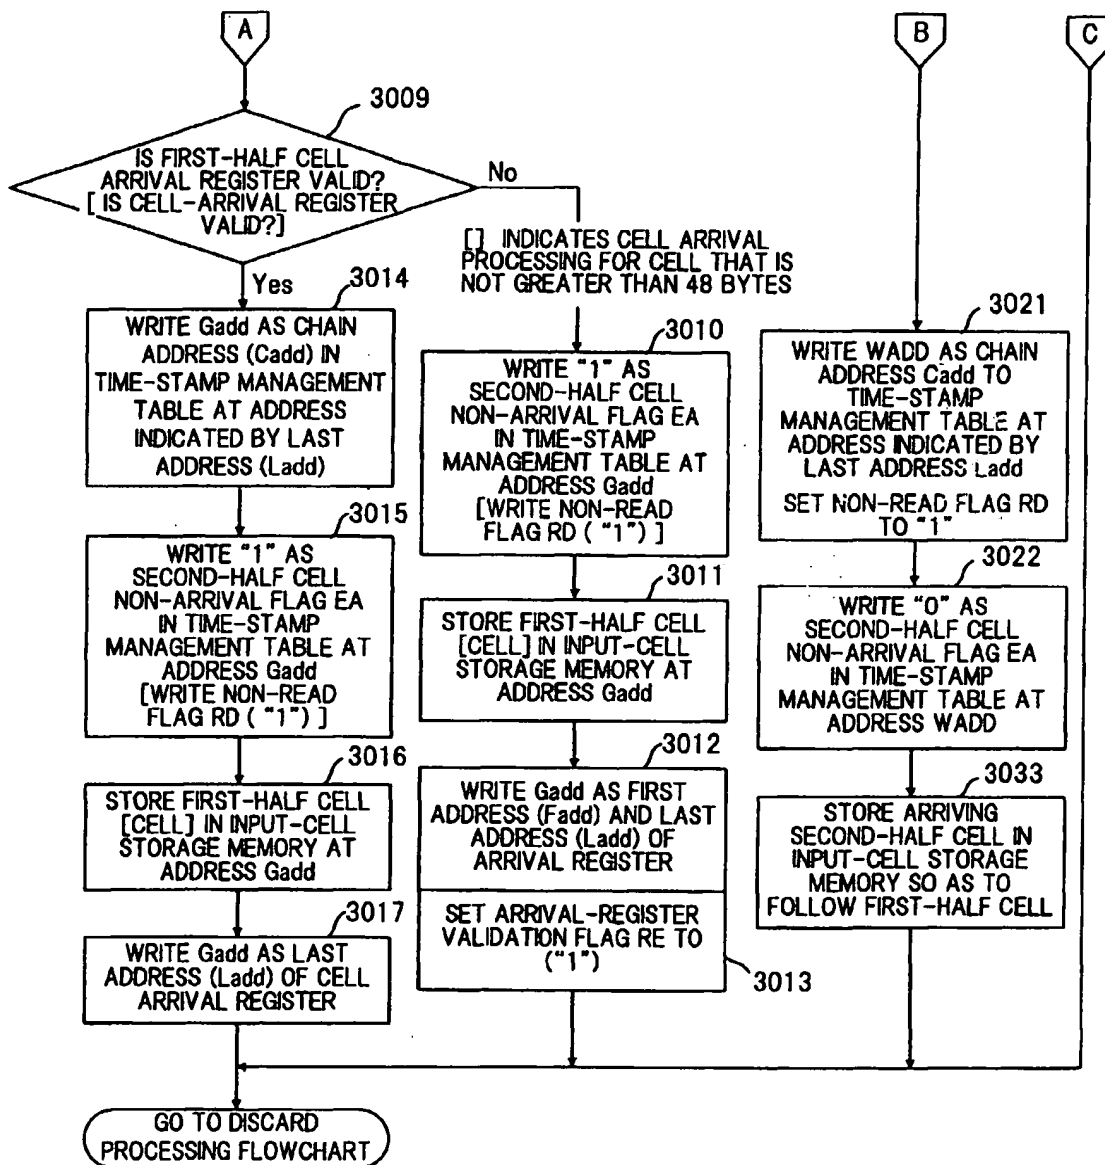 A
B
C
3009
IS FIRST-HALF CELL
ARRIVAL REGISTER VALID?
[ IS CELL-ARRIVAL REGISTER
VALID?]
No
Yes
[] INDICATES CELL ARRIVAL
PROCESSING FOR CELL THAT IS
NOT GREATER THAN 48 BYTES
3014
WRITE Gadd AS CHAIN
ADDRESS (Cadd) IN
TIME-STAMP MANAGEMENT
TABLE AT ADDRESS
INDICATED BY LAST
ADDRESS (Ladd)
3015
WRITE "1" AS
SECOND-HALF CELL
NON-ARRIVAL FLAG EA
IN TIME-STAMP
MANAGEMENT TABLE AT
ADDRESS Gadd
[WRITE NON-READ
FLAG RD ( "1") ]
3016
STORE FIRST-HALF CELL
[CELL] IN INPUT-CELL
STORAGE MEMORY AT
ADDRESS Gadd
3017
WRITE Gadd AS LAST
ADDRESS (Ladd) OF CELL
ARRIVAL REGISTER
3010
WRITE "1" AS
SECOND-HALF CELL
NON-ARRIVAL FLAG EA
IN TIME-STAMP
MANAGEMENT TABLE AT
ADDRESS Gadd
[WRITE NON-READ
FLAG RD ( "1") ]
3011
STORE FIRST-HALF CELL
[CELL] IN INPUT-CELL
STORAGE MEMORY AT
ADDRESS Gadd
3012
WRITE Gadd AS FIRST
ADDRESS (Fadd) AND LAST
ADDRESS (Ladd) OF
ARRIVAL REGISTER
SET ARRIVAL-REGISTER
VALIDATION FLAG RE TO
("1")
3013
3021
WRITE WADD AS CHAIN
ADDRESS Cadd TO
TIME-STAMP
MANAGEMENT TABLE AT
ADDRESS INDICATED BY
LAST ADDRESS Ladd
SET NON-READ FLAG RD
TO "1"
3022
WRITE "0" AS
SECOND-HALF CELL
NON-ARRIVAL FLAG EA
IN TIME-STAMP
MANAGEMENT TABLE AT
ADDRESS WADD
3033
STORE ARRIVING
SECOND-HALF CELL IN
INPUT-CELL STORAGE
MEMORY SO AS TO
FOLLOW FIRST-HALF CELL
GO TO DISCARD
PROCESSING FLOWCHART